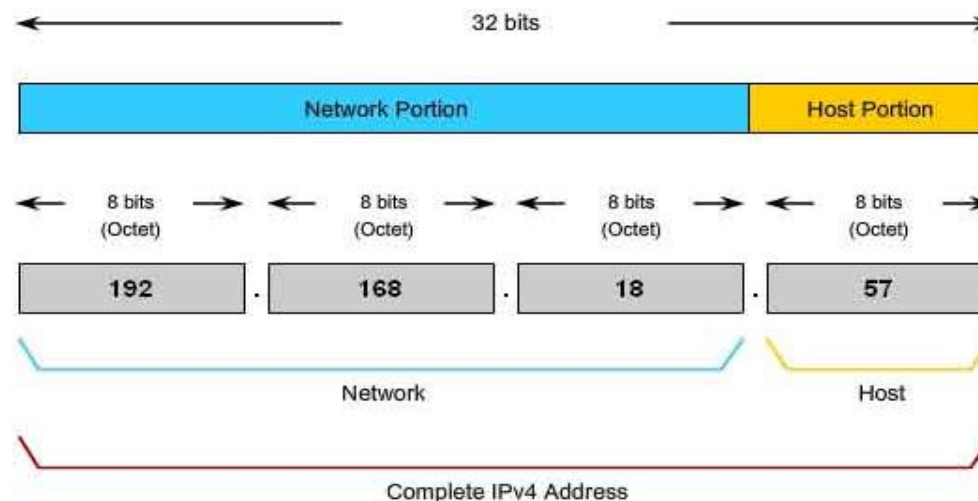 32 bits
Network Portion Host Portion
8 bits 8 bits 8 bits 8 bits
(Octet) (Octet) (Octet) (Octet)
192 . 168 . 18 . 57
Network Host
Complete IPv4 Address